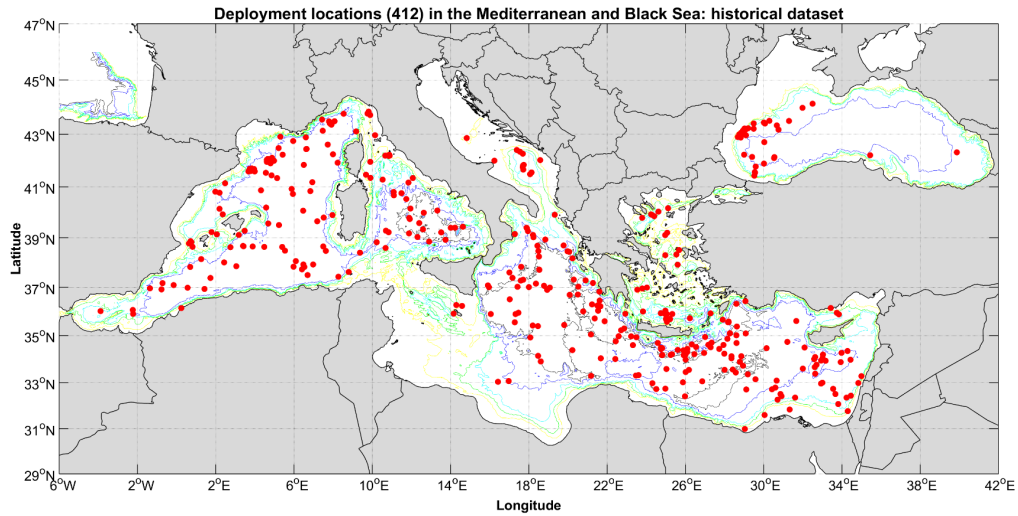 Deployment locations (412) in the Mediterranean and Black Sea: historical dataset
47°N
45°N
43°N
41°N
39°N
37°N
35°N
33°N
31°N
29°N
Latitude
6°W 2°W 2°E 6°E 10°E 14°E 18°E 22°E 26°E 30°E 34°E 38°E 42°E
Longitude